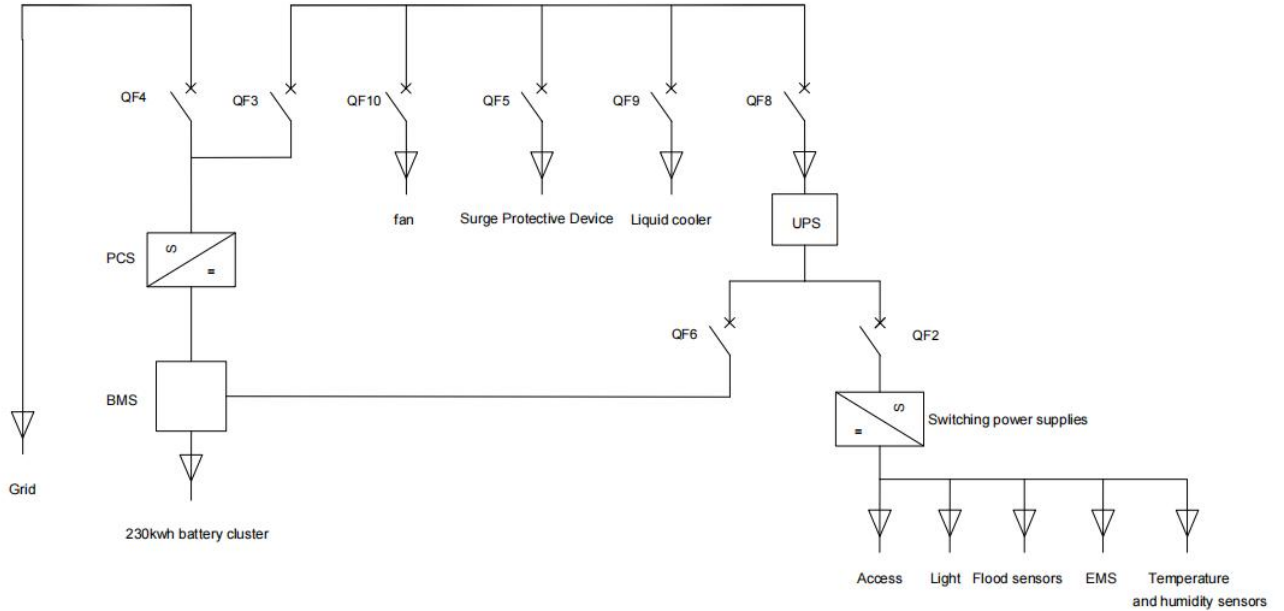 QF4
QF3
QF10
QF5
QF9
QF8
fan
Surge Protective Device
Liquid cooler
UPS
PCS
S
=
QF6
QF2
BMS
S
=
Switching power supplies
Grid
230kwh battery cluster
Access
Light
Flood sensors
EMS
Temperature
and humidity sensors